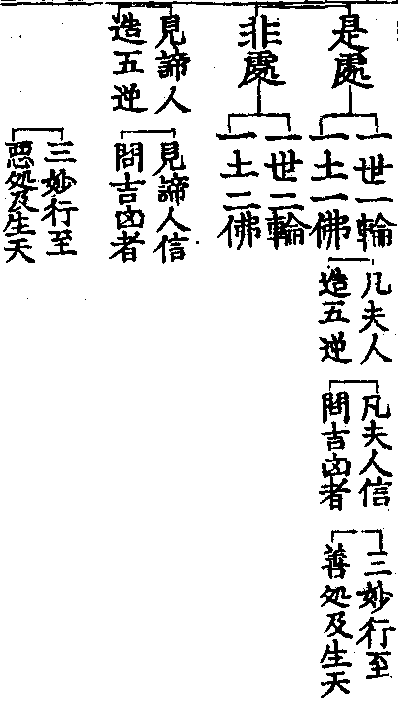 是處
一世一輪
一土一佛
凡夫人
造五逆
凡夫人信
問吉凶者
三妙行至
善処及生天
非處
一世二輪
一土二佛
見諦人
造五逆
見諦人信
問吉凶者
三妙行至
惡処及生天